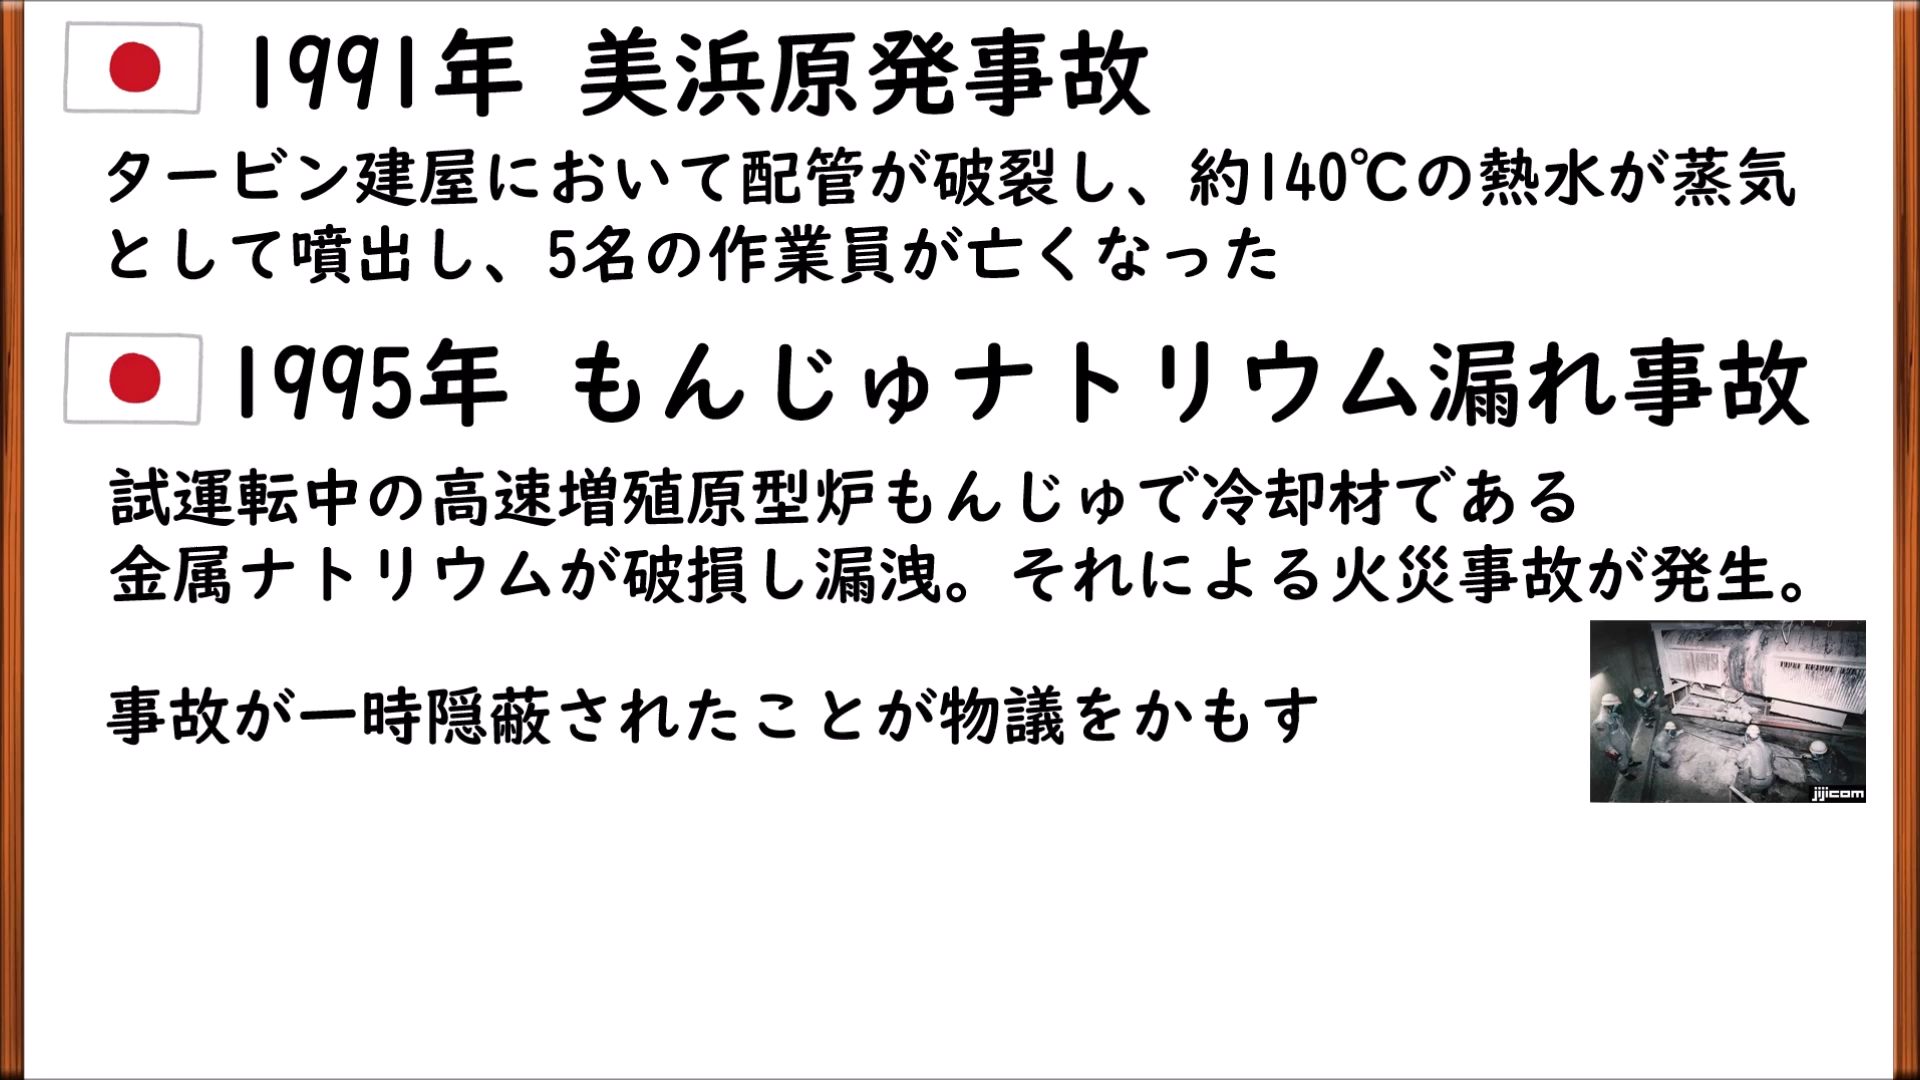 1991年 美浜原発事故
タービン建屋において配管が破裂し、約140℃の熱水が蒸気
として噴出し、5名の作業員が亡くなった
1995年 もんじゅナトリウム漏れ事故
試運転中の高速増殖原型炉もんじゅで冷却材である
金属ナトリウムが破損し漏洩。それによる火災事故が発生。
事故が一時隠蔽されたことが物議をかもす
jijicom